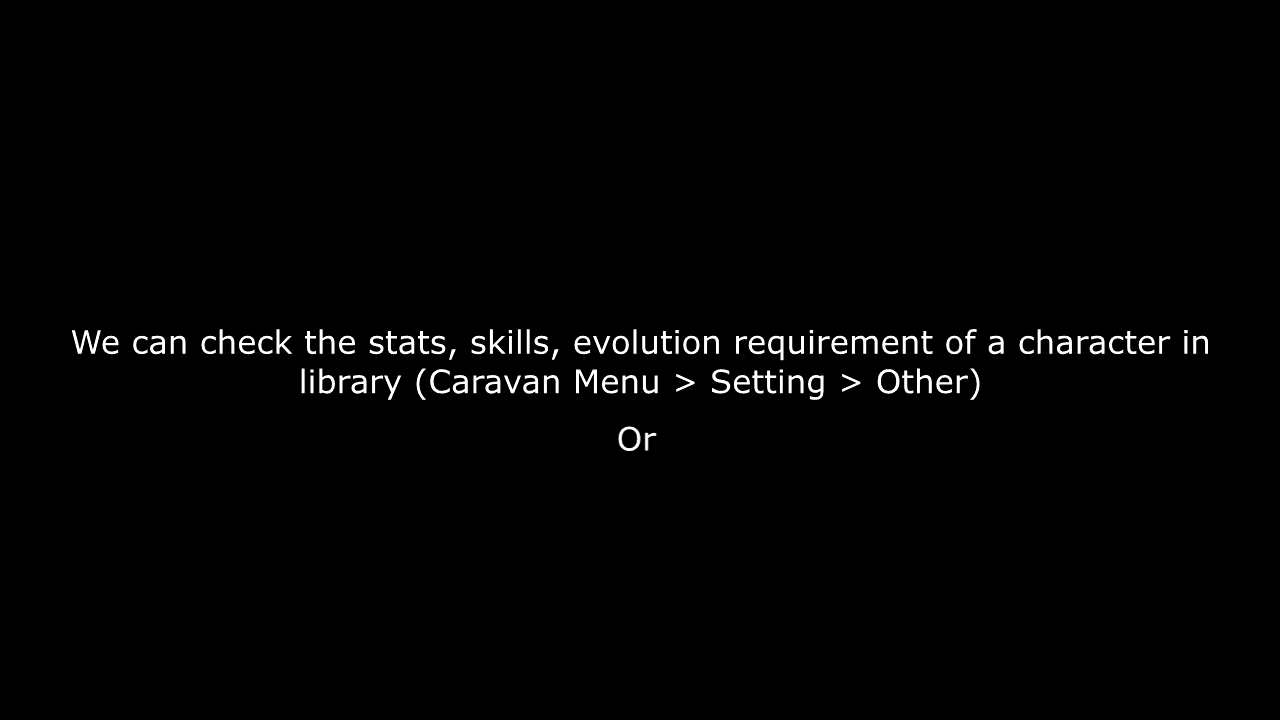 We can check the stats, skills, evolution requirement of a character in
library (Caravan Menu > Setting > Other)
Or